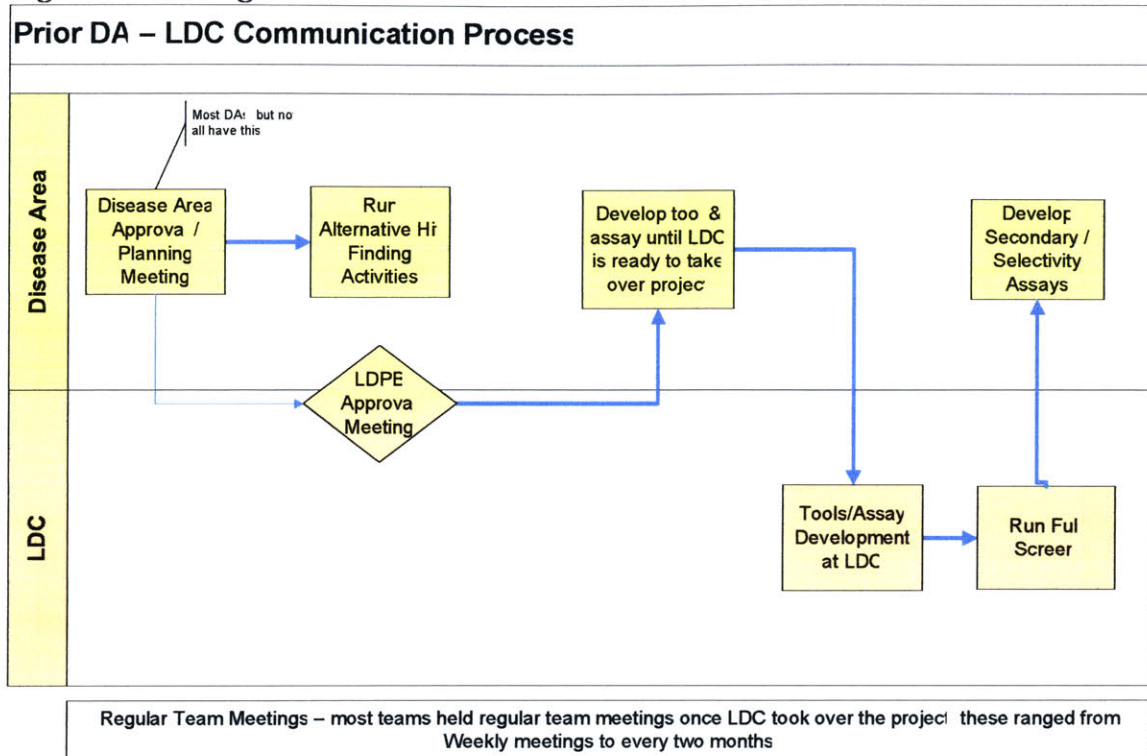 Prior DA – LDC Communication Process
Most DAs but no
all have this
Disease Area
Disease Area
Approva /
Planning
Meeting
Run
Alternative Hi
Finding
Activities
Develop too &
assay until LDC
is ready to take
over projec
Develop
Secondary /
Selectivity
Assays
LDPE
Approva
Meeting
LDC
Tools/Assay
Development
at LDC
Run Ful
Screer
Regular Team Meetings – most teams held regular team meetings once LDC took over the project these ranged from
Weekly meetings to every two months